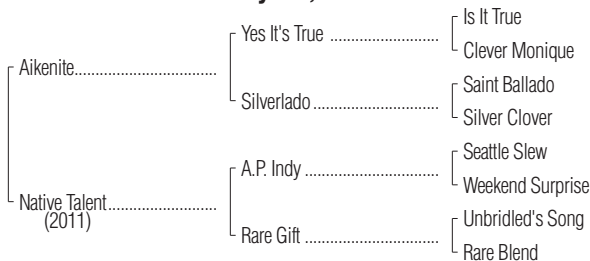 Is It True
Yes It's True ..................
Clever Monique
Aikenite................................
Saint Ballado
Silverlado .....................
Silver Clover
Seattle Slew
A.P. Indy ......................
Weekend Surprise
Native Talent.........................
(2011)
Unbridled's Song
Rare Gift ......................
Rare Blend